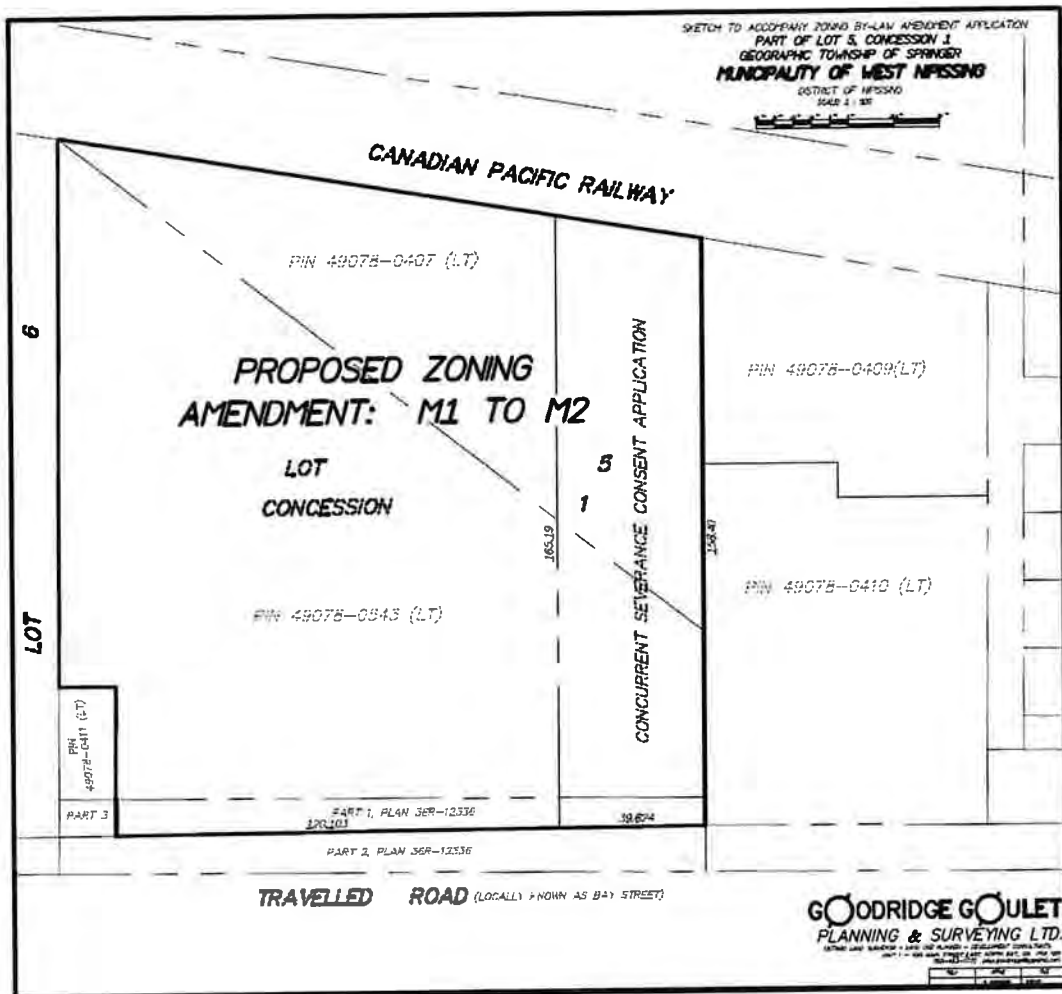 SKETCH TO ACCOMPANY ZONING BY-LAW AMENDMENT APPLICATION
PART OF LOT 5, CONCESSION 1
GEOGRAPHIC TOWNSHIP OF SPRINGER
MUNICIPALITY OF WEST NIPISSING
DISTRICT OF NIPISSING
CANADIAN PACIFIC RAILWAY
PIN 49078-0407 (LT)
6
PROPOSED ZONING
AMENDMENT: M1 TO M2
PIN 49078-0409(LT)
LOT 5
CONCESSION 1
CONCURRENT SEVERANCE CONSENT APPLICATION
165.19
158.40
PIN 49078-0410 (LT)
PIN 49078-0843 (LT)
LOT
PIN
49078-0411 (LT)
PART 3
PART 1, PLAN 36R-12336
120.103
39.624
PART 2, PLAN 36R-12336
TRAVELLED ROAD (LOCALLY KNOWN AS BAY STREET)
GOODRIDGE GOULET
PLANNING & SURVEYING LTD.